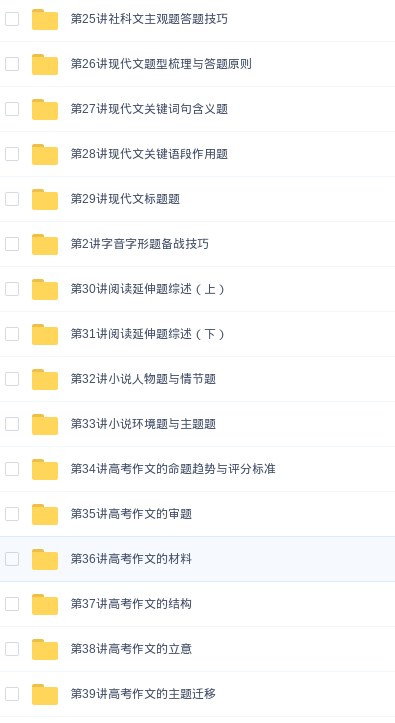 第25讲社科文主观题答题技巧
第26讲现代文题型梳理与答题原则
第27讲现代文关键词句含义题
第28讲现代文关键语段作用题
第29讲现代文标题题
第2讲字音字形题备战技巧
第30讲阅读延伸题综述（上）
第31讲阅读延伸题综述（下）
第32讲小说人物题与情节题
第33讲小说环境题与主题题
第34讲高考作文的命题趋势与评分标准
第35讲高考作文的审题
第36讲高考作文的材料
第37讲高考作文的结构
第38讲高考作文的立意
第39讲高考作文的主题迁移